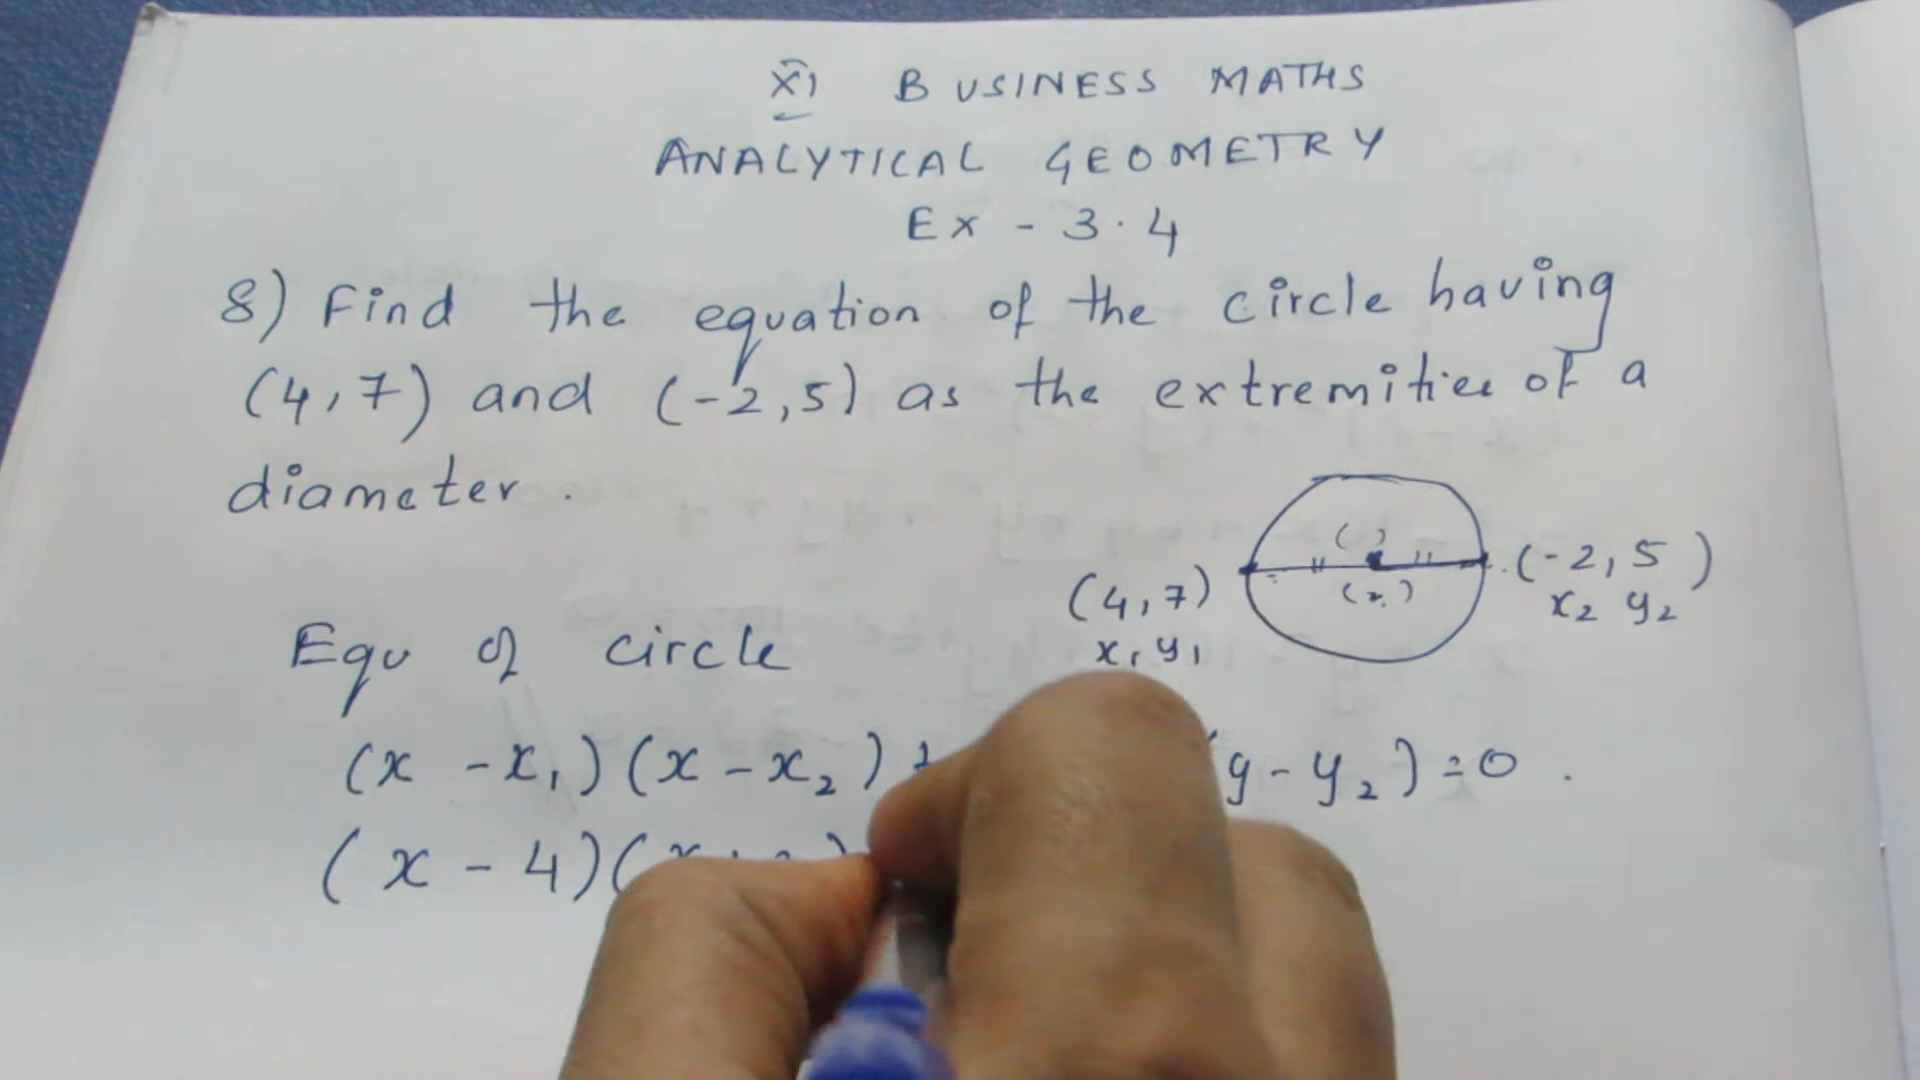 XI BUSINESS MATHS
ANALYTICAL GEOMETRY
Ex - 3.4
8) Find the equation of the circle having
(4,7) and (-2,5) as the extremities of a
diameter.
(4,7)
x₁ y₁
(-2,5)
x₂ y₂
Equ of circle
(x - x₁)(x - x₂) + y - y₂) = 0.
(x - 4)(